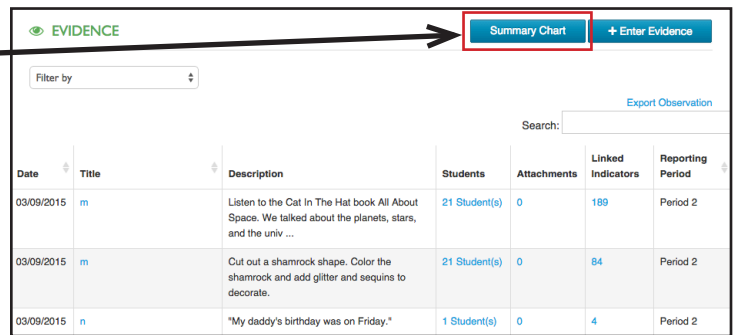 EVIDENCE
Summary Chart
+ Enter Evidence
Filter by
Export Observation
Search:
Date Title Description Students Attachments Linked Indicators Reporting Period
03/09/2015 m Listen to the Cat In The Hat book All About 21 Student(s) 0 189 Period 2
Space. We talked about the planets, stars,
and the univ ...
03/09/2015 m Cut out a shamrock shape. Color the 21 Student(s) 0 84 Period 2
shamrock and add glitter and sequins to
decorate.
03/09/2015 n "My daddy's birthday was on Friday." 1 Student(s) 0 4 Period 2